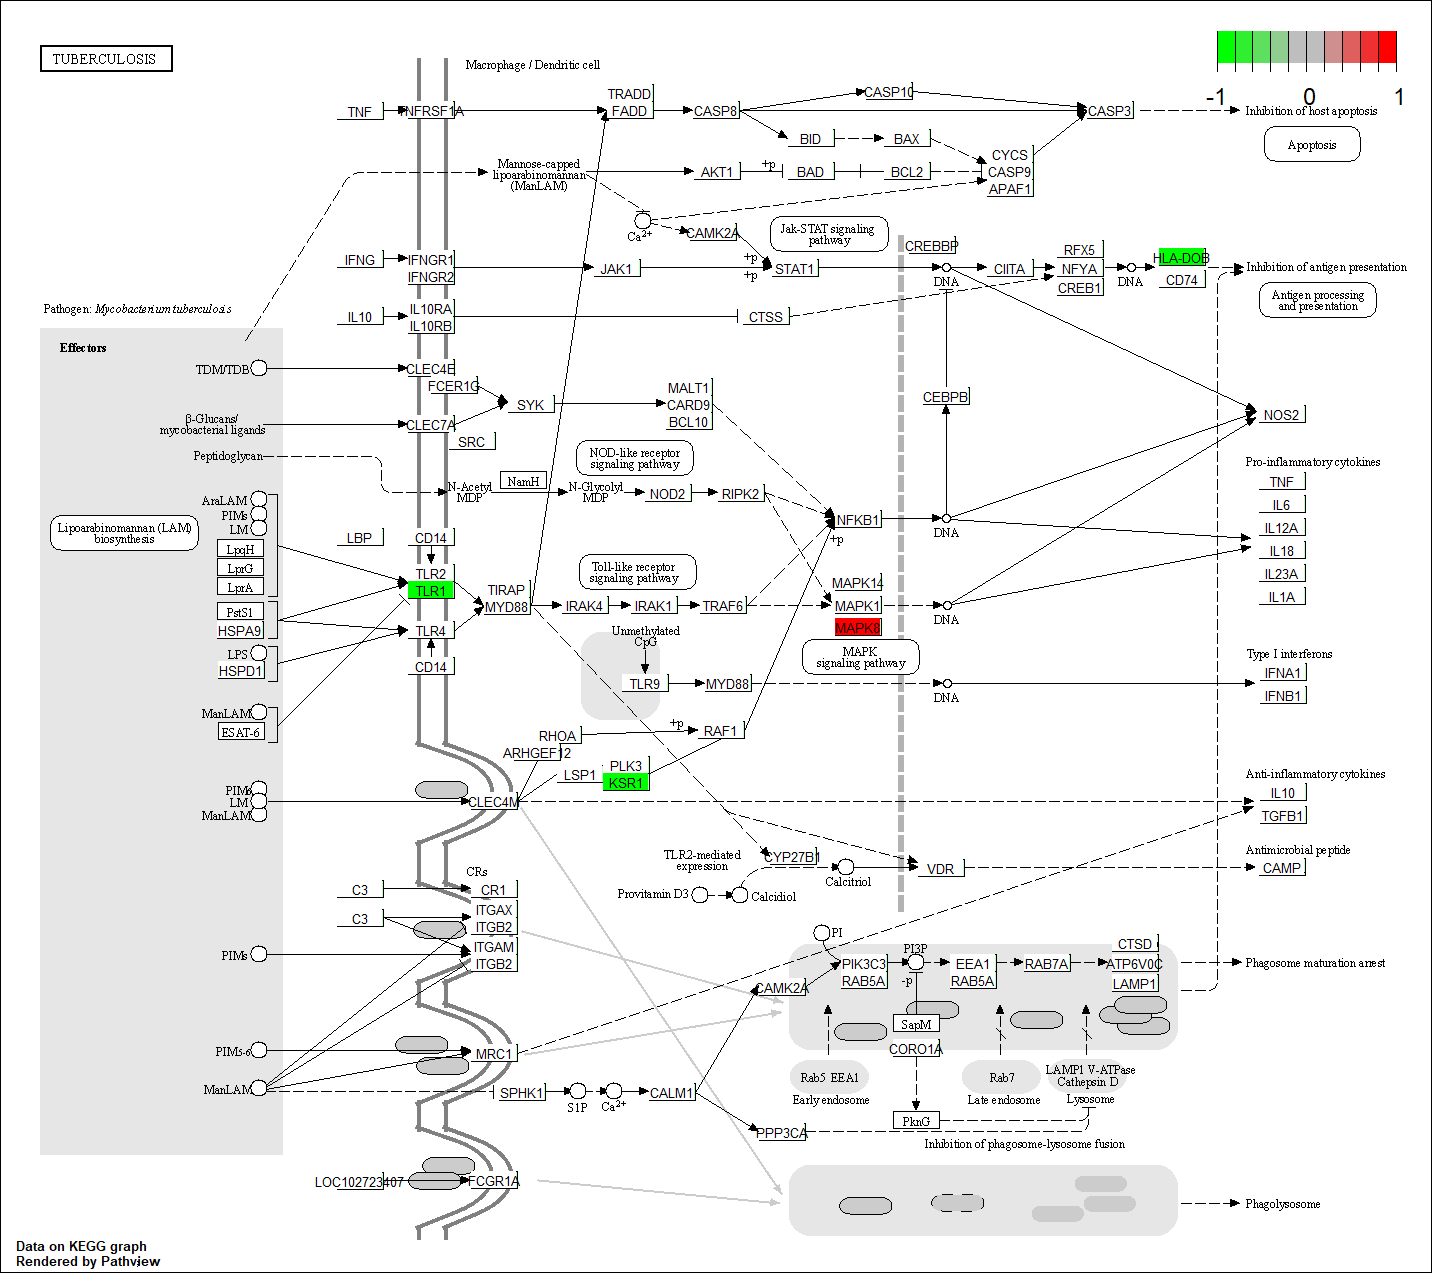 TUBERCULOSIS
Macrophage / Dendritic cell
-1 0 1
TNF
TNFRSF1A
TRADD
FADD
CASP8
CASP10
CASP3
Inhibition of host apoptosis
Apoptosis
BID
BAX
CYCS
CASP9
APAF1
Mannose-capped
lipoarabinomannan
(ManLAM)
AKT1
+p
BAD
BCL2
Ca2+
CAMK2A
Jak-STAT signaling
pathway
IFNG
IFNGR1
IFNGR2
JAK1
+p
+p
STAT1
CREBBP
DNA
CIITA
RFX5
NFYA
CREB1
DNA
HLA-DOB
CD74
Inhibition of antigen presentation
Antigen processing
and presentation
Pathogen: Mycobacterium tuberculosis
IL10
IL10RA
IL10RB
CTSS
Effectors
TDM/TDB
CLEC4E
FCER1G
SYK
MALT1
CARD9
BCL10
CEBPB
NOS2
β-Glucans/
mycobacterial ligands
CLEC7A
SRC
Peptidoglycan
N-Acetyl
MDP
NamH
N-Glycolyl
MDP
NOD-like receptor
signaling pathway
NOD2
RIPK2
NFKB1
+p
DNA
Pro-inflammatory cytokines
TNF
IL6
IL12A
IL18
IL23A
IL1A
AraLAM
PIMs
LM
Lipoarabinomannan (LAM)
biosynthesis
LpqH
LprG
LprA
PstS1
HSPA9
LPS
HSPD1
ManLAM
ESAT-6
LBP
CD14
TLR2
TLR1
TLR4
CD14
TIRAP
MYD88
Toll-like receptor
signaling pathway
IRAK4
IRAK1
TRAF6
MAPK14
MAPK1
MAPK8
MAPK
signaling pathway
DNA
Unmethylated
CpG
TLR9
MYD88
DNA
Type I interferons
IFNA1
IFNB1
RHOA
ARHGEF12
+p
RAF1
LSP1
PLK3
KSR1
PIMs
LM
ManLAM
CLEC4M
Anti-inflammatory cytokines
IL10
TGFB1
TLR2-mediated
expression
CYP27B1
Provitamin D3
Calcidiol
Calcitriol
VDR
Antimicrobial peptide
CAMP
CRs
C3
CR1
C3
ITGAX
ITGB2
ITGAM
ITGB2
PIMs
PI
PIK3C3
RAB5A
PI3P
-p
EEA1
RAB5A
RAB7A
CTSD
ATP6V0C
LAMP1
Phagosome maturation arrest
CAMK2A
SapM
CORO1A
PIM5-6
MRC1
ManLAM
SPHK1
S1P
Ca2+
CALM1
PPP3CA
Rab5 EEA1
Early endosome
PknG
Rab7
Late endosome
LAMP1 V-ATPase
Cathepsin D
Lysosome
Inhibition of phagosome-lysosome fusion
LOC102723407
FCGR1A
Phagolysosome
Data on KEGG graph
Rendered by Pathview